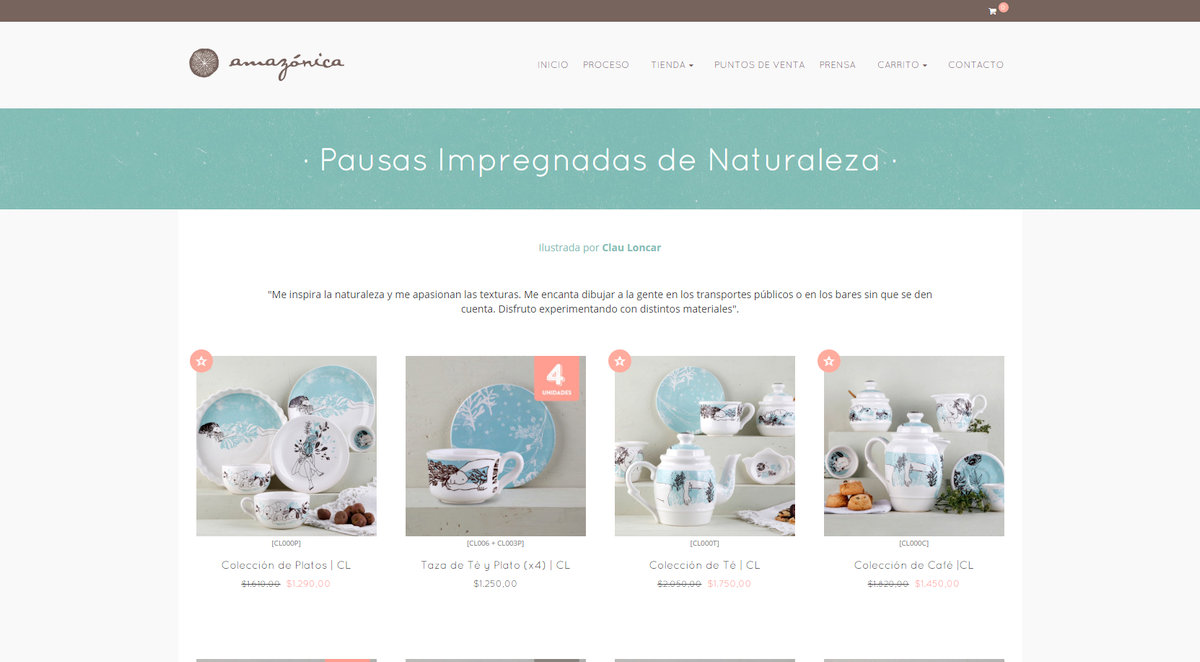 0
amazónica
INICIO PROCESO TIENDA PUNTOS DE VENTA PRENSA CARRITO CONTACTO
· Pausas Impregnadas de Naturaleza ·
Ilustrada por Clau Loncar
"Me inspira la naturaleza y me apasionan las texturas. Me encanta dibujar a la gente en los transportes públicos o en los bares sin que se den
cuenta. Disfruto experimentando con distintos materiales".
4
UNIDADES
[CL000P] [CL006 + CL003P] [CL000T] [CL000C]
Colección de Platos | CL Taza de Té y Plato (x4) | CL Colección de Té | CL Colección de Café |CL
$1.610,00 $1.290,00 $1.250,00 $2.050,00 $1.750,00 $1.820,00 $1.450,00